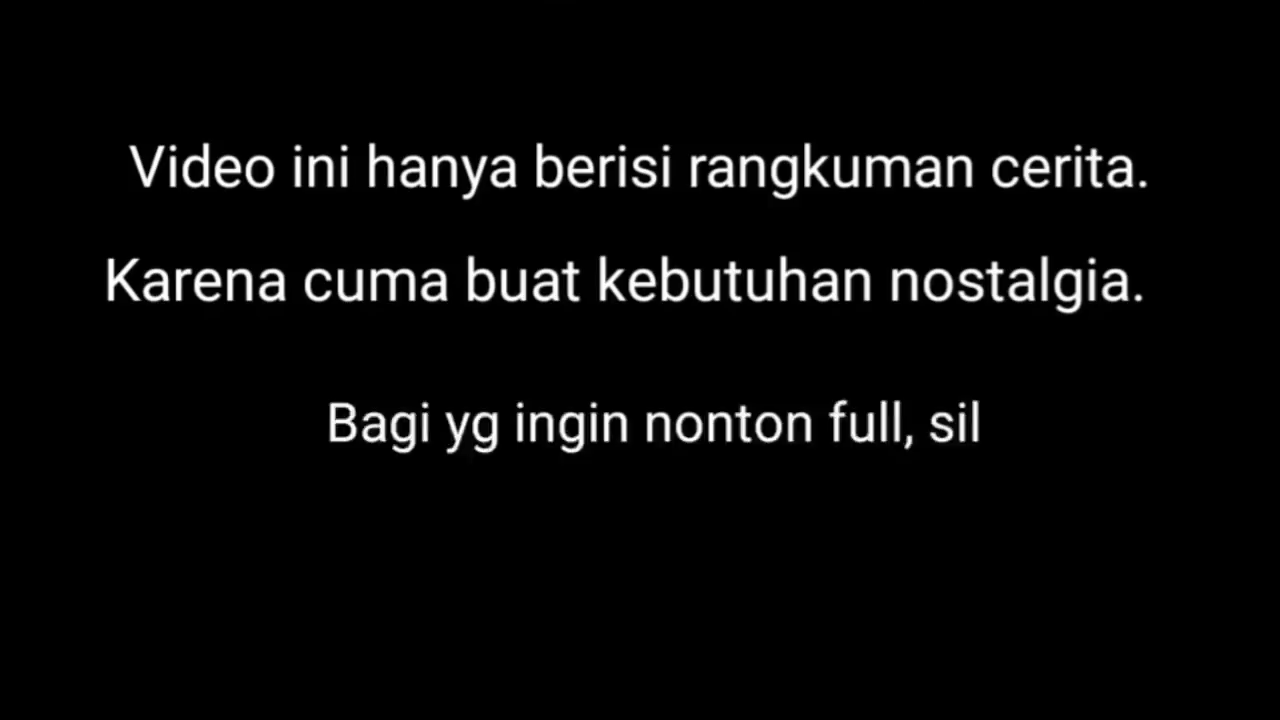 Video ini hanya berisi rangkuman cerita.
Karena cuma buat kebutuhan nostalgia.
Bagi yg ingin nonton full, sil